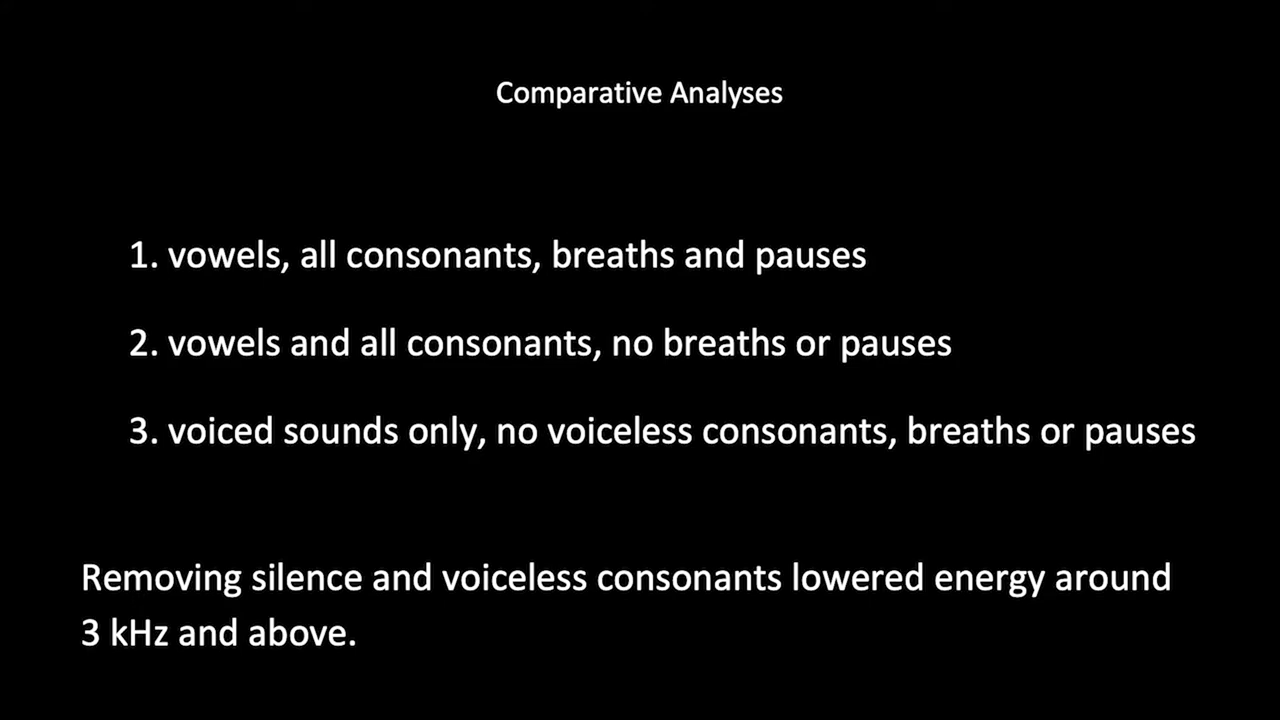 Comparative Analyses
1. vowels, all consonants, breaths and pauses
2. vowels and all consonants, no breaths or pauses
3. voiced sounds only, no voiceless consonants, breaths or pauses
Removing silence and voiceless consonants lowered energy around
3 kHz and above.